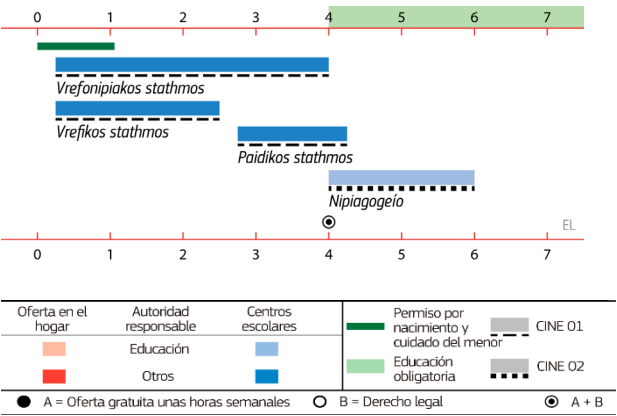 0 1 2 3 4 5 6 7
Vrefonipiakos stathmos
Vrefikos stathmos
Paidikos stathmos
Nipiagogeío
EL
0 1 2 3 4 5 6 7
Oferta en el
hogar
Autoridad
responsable
Centros
escolares
Educación
Otros
Permiso por
nacimiento y
cuidado del menor
CINE 01
Educación
obligatoria
CINE 02
A = Oferta gratuita unas horas semanales
B = Derecho legal
A + B